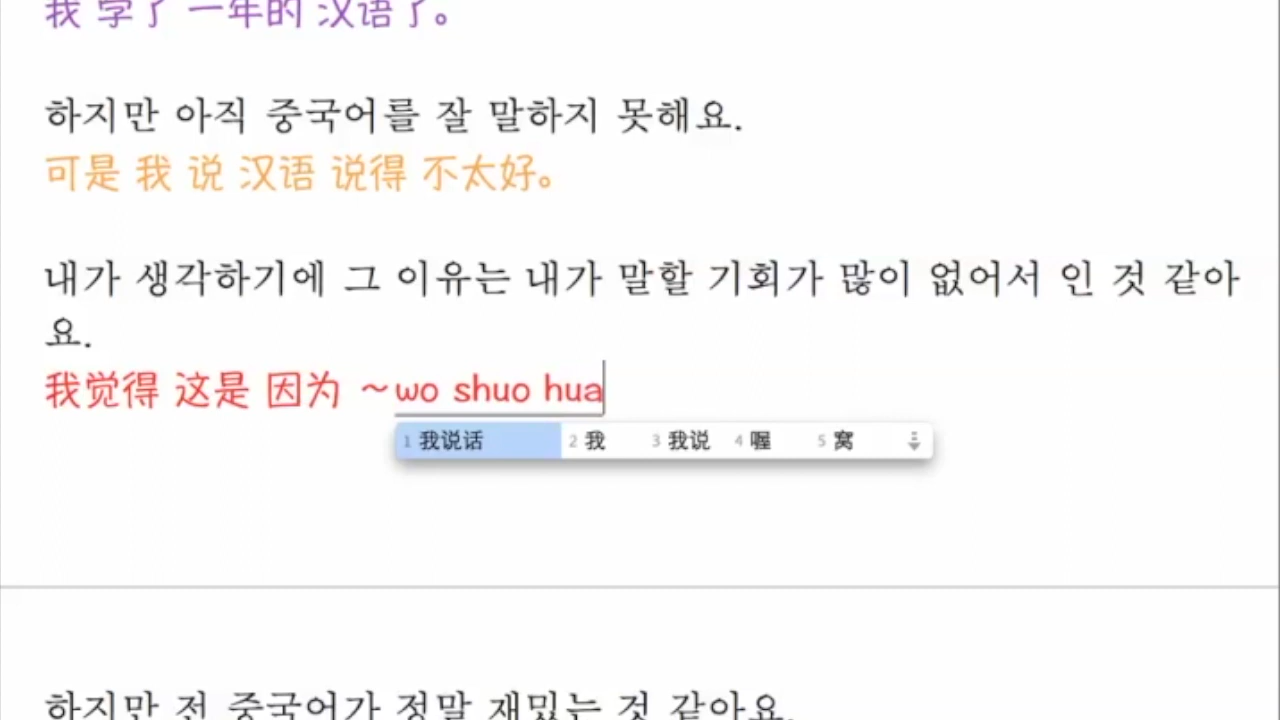 我 学了 一年的 汉语了。
하지만 아직 중국어를 잘 말하지 못해요.
可是 我 说 汉语 说得 不太好。
내가 생각하기에 그 이유는 내가 말할 기회가 많이 없어서 인 것 같아
요.
我觉得 这是 因为 ~wo shuo hua
1 我说话 2 我 3 我说 4 喔 5 窝
하지만 전 중국어가 정말 재밌는 것 같아요.